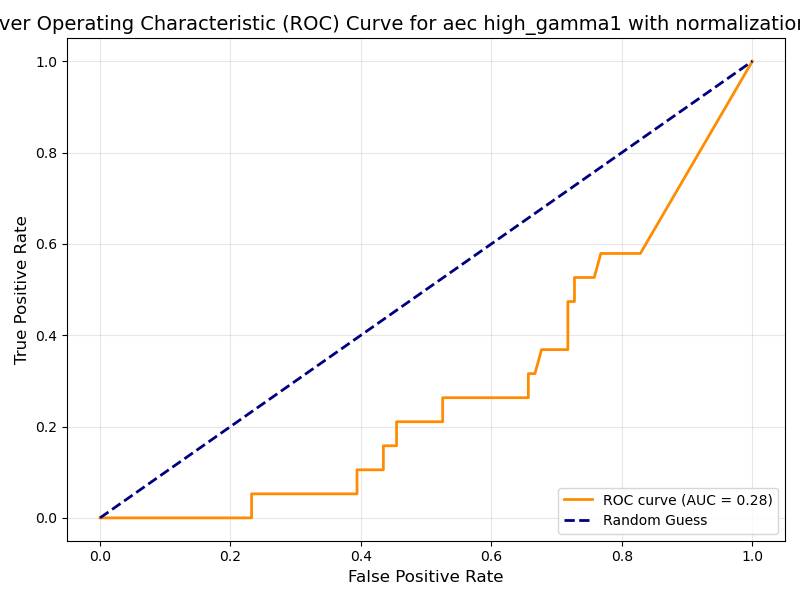 ver Operating Characteristic (ROC) Curve for aec high_gamma1 with normalization
1.0
0.8
0.6
0.4
0.2
0.0
True Positive Rate
ROC curve (AUC = 0.28)
Random Guess
0.0 0.2 0.4 0.6 0.8 1.0
False Positive Rate